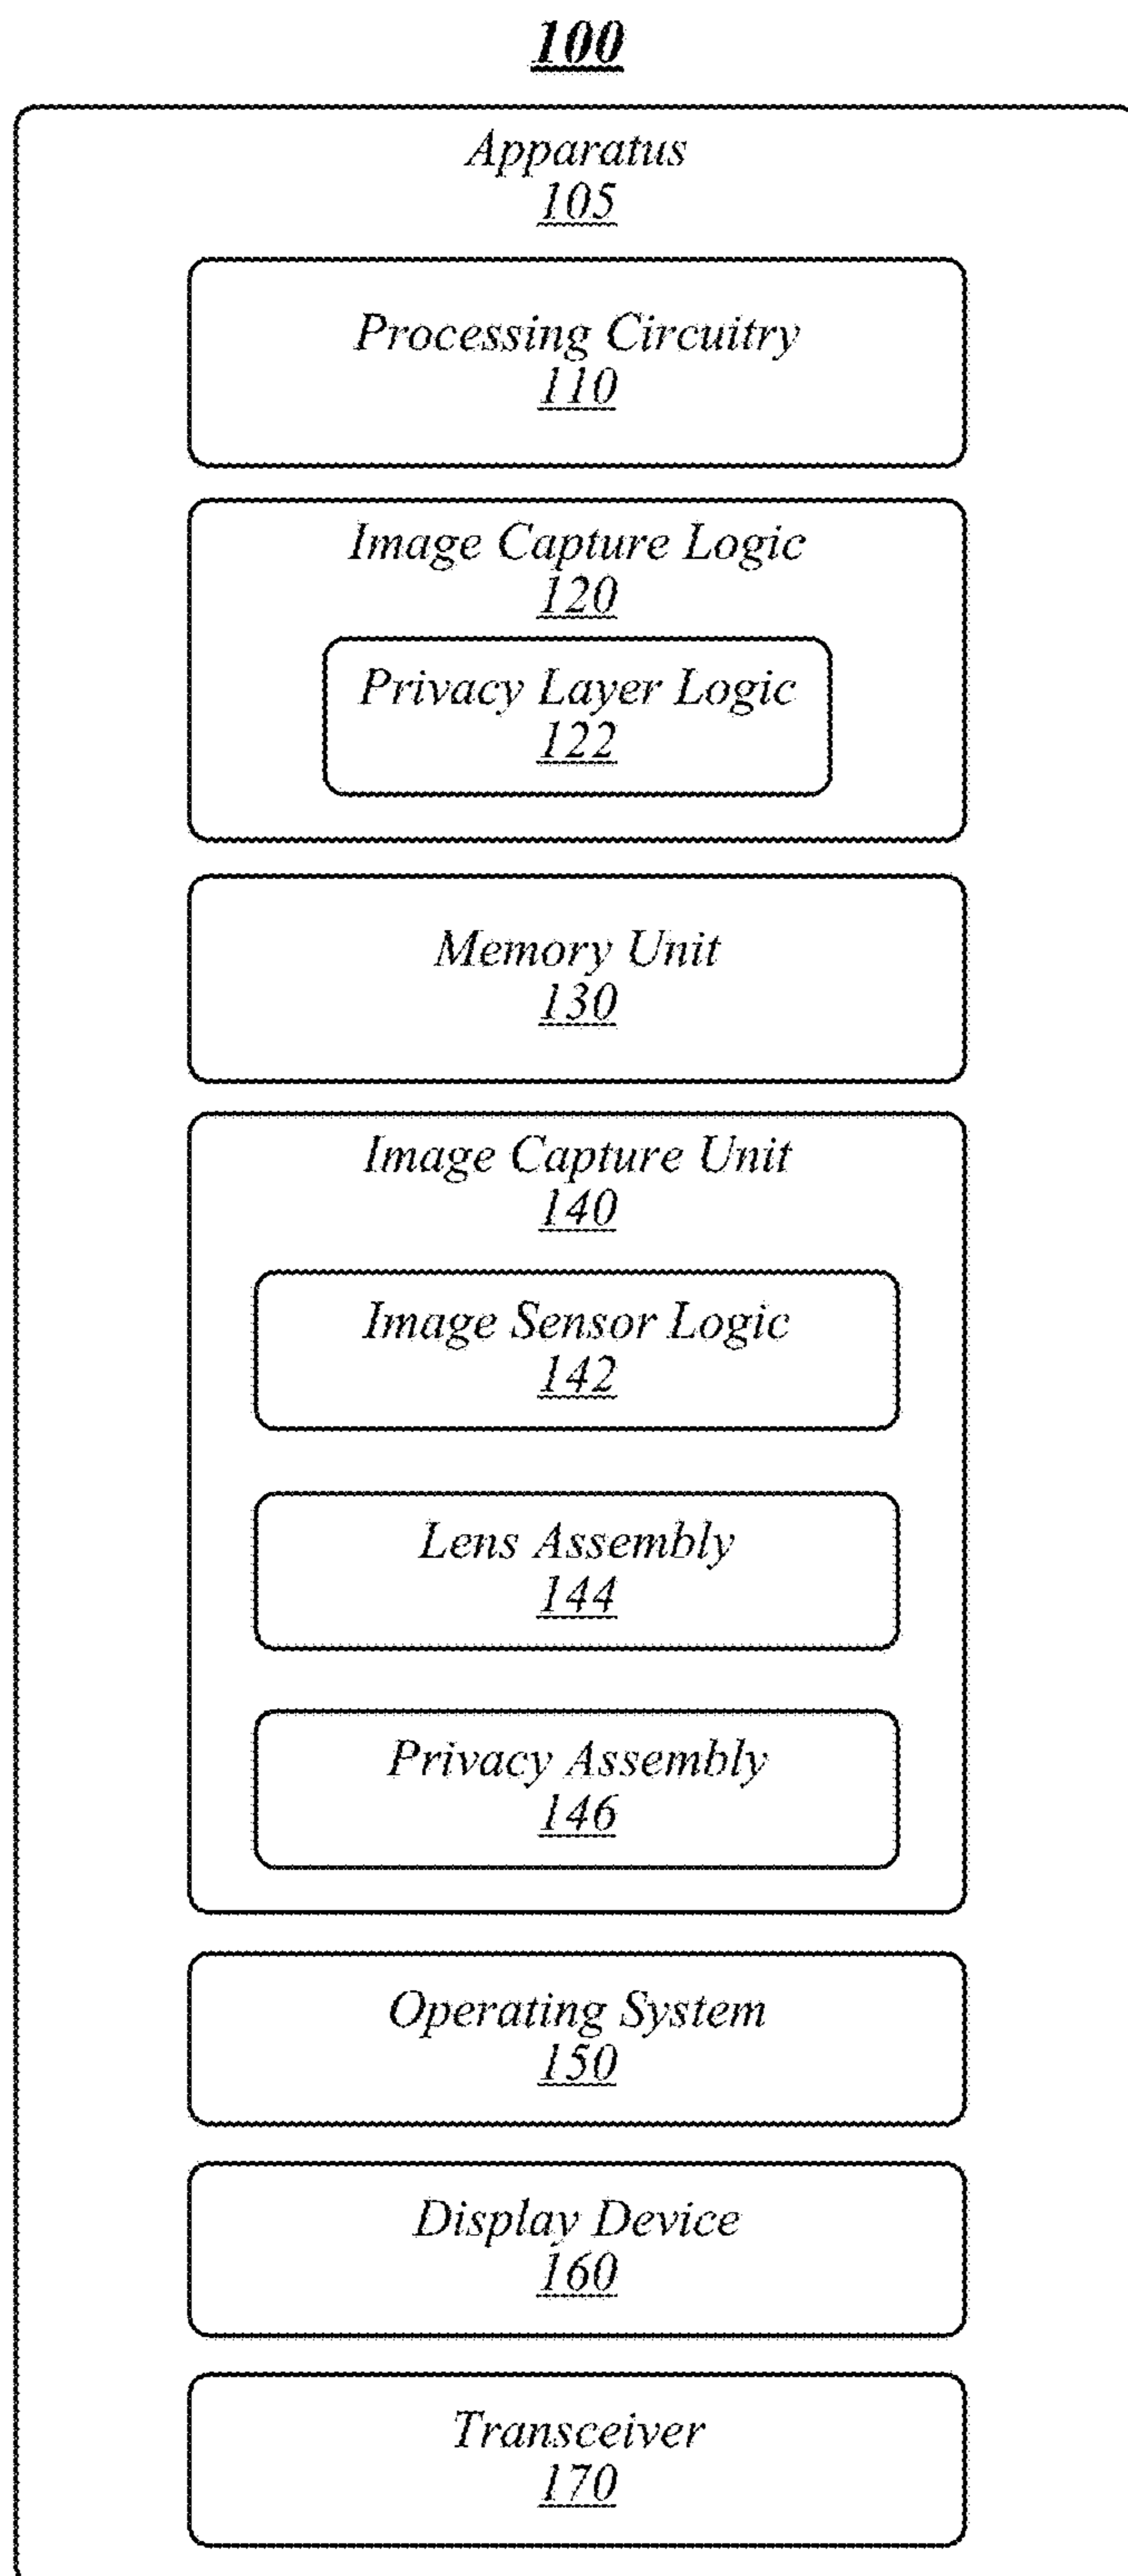 100
Apparatus
105
Processing Circuitry
110
Image Capture Logic
120
Privacy Layer Logic
122
Memory Unit
130
Image Capture Unit
140
Image Sensor Logic
142
Lens Assembly
144
Privacy Assembly
146
Operating System
150
Display Device
160
Transceiver
170